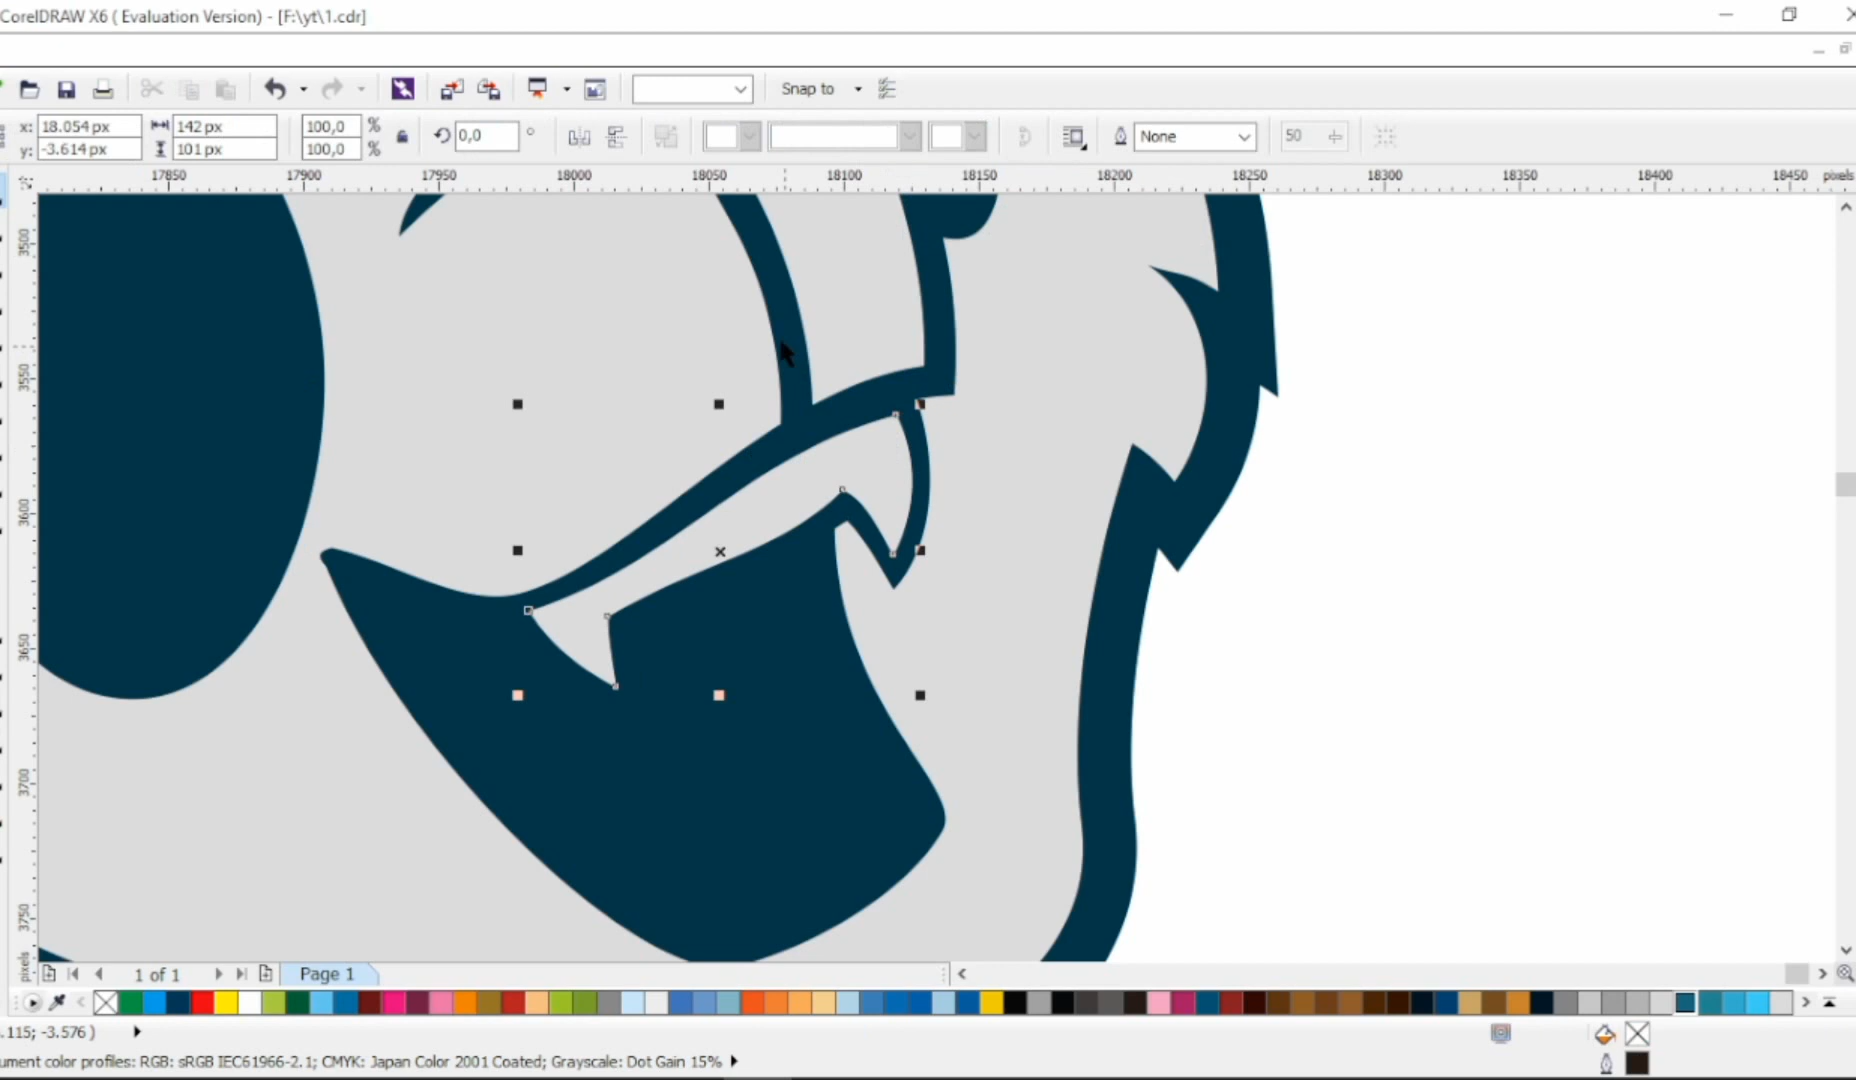 CorelDRAW X6 ( Evaluation Version) - [F:\yt\1.cdr]
Snap to
x: 18.054 px 142 px 100,0 % 0,0 ° None 50
y: -3.614 px 101 px 100,0 %
17850 17900 17950 18000 18050 18100 18150 18200 18250 18300 18350 18400 18450 pixels
3500
3550
3600
3650
3700
3750
pixels
1 of 1 Page 1
.115; -3.576 )
ument color profiles: RGB: sRGB IEC61966-2.1; CMYK: Japan Color 2001 Coated; Grayscale: Dot Gain 15%